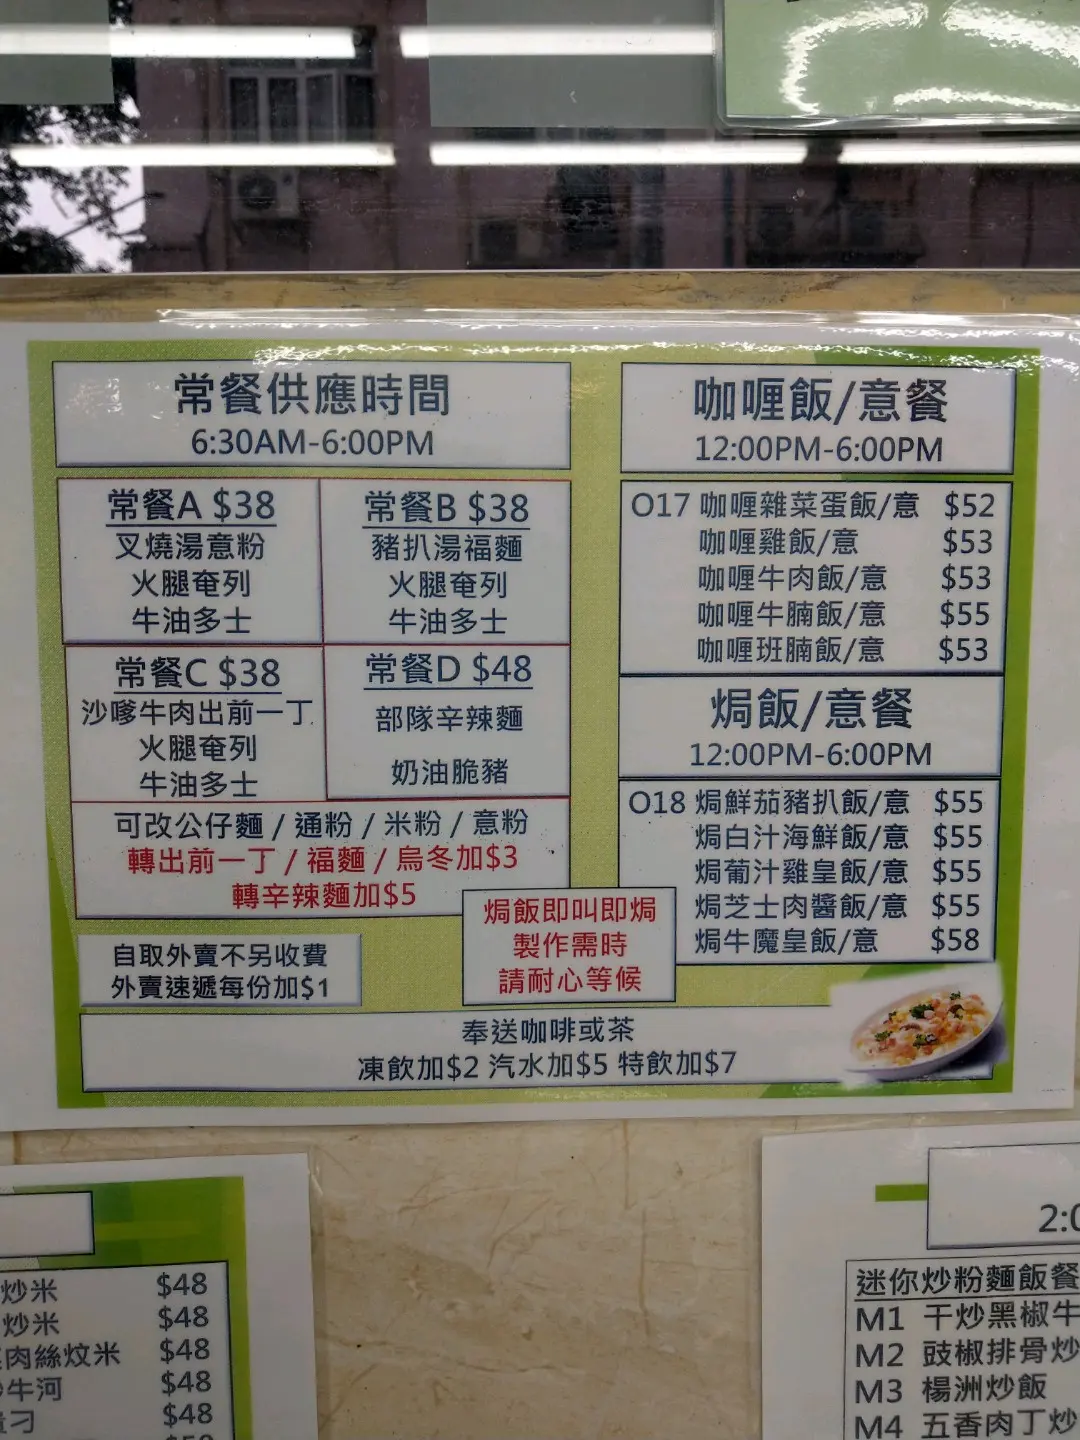 常餐供應時間
6:30AM-6:00PM
常餐A $38
叉燒湯意粉
火腿奄列
牛油多士
常餐B $38
豬扒湯福麵
火腿奄列
牛油多士
常餐C $38
沙嗲牛肉出前一丁
火腿奄列
牛油多士
常餐D $48
部隊辛辣麵
奶油脆豬
可改公仔麵 / 通粉 / 米粉 / 意粉
轉出前一丁 / 福麵 / 烏冬加$3
轉辛辣麵加$5
自取外賣不另收費
外賣速遞每份加$1
咖喱飯/意餐
12:00PM-6:00PM
O17 咖喱雜菜蛋飯/意 $52
咖喱雞飯/意 $53
咖喱牛肉飯/意 $53
咖喱牛腩飯/意 $55
咖喱班腩飯/意 $53
焗飯/意餐
12:00PM-6:00PM
O18 焗鮮茄豬扒飯/意 $55
焗白汁海鮮飯/意 $55
焗葡汁雞皇飯/意 $55
焗芝士肉醬飯/意 $55
焗牛魔皇飯/意 $58
焗飯即叫即焗
製作需時
請耐心等候
奉送咖啡或茶
凍飲加$2 汽水加$5 特飲加$7
炒米 $48
炒米 $48
肉絲炆米 $48
牛河 $48
貴刁 $48
2:0
迷你炒粉麵飯餐
M1 干炒黑椒牛
M2 豉椒排骨炒
M3 楊洲炒飯
M4 五香肉丁炒